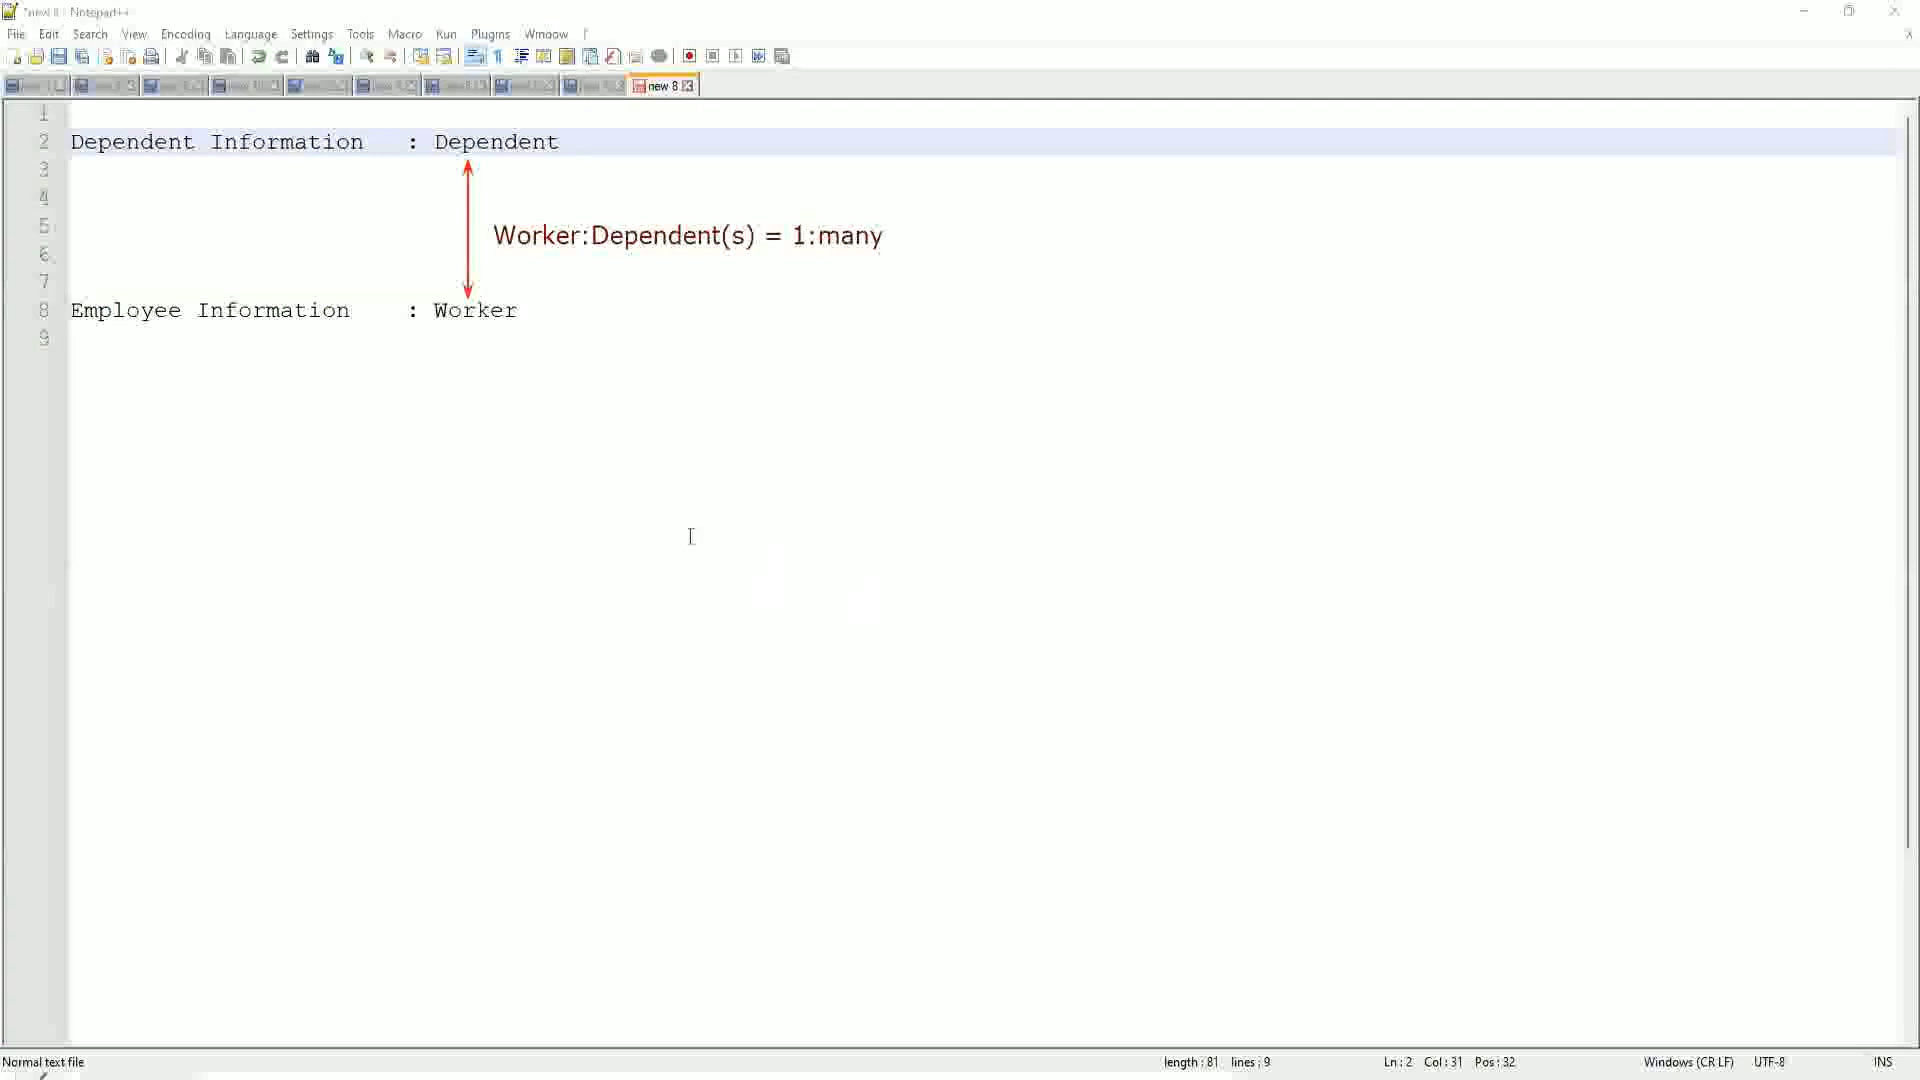 *new 8 - Notepad++
File Edit Search View Encoding Language Settings Tools Macro Run Plugins Window
new 8
1
2 Dependent Information : Dependent
3
4
5 Worker:Dependent(s) = 1:many
6
7
8 Employee Information : Worker
9
Normal text file length : 81 lines : 9 Ln : 2 Col : 31 Pos : 32 Windows (CR LF) UTF-8 INS